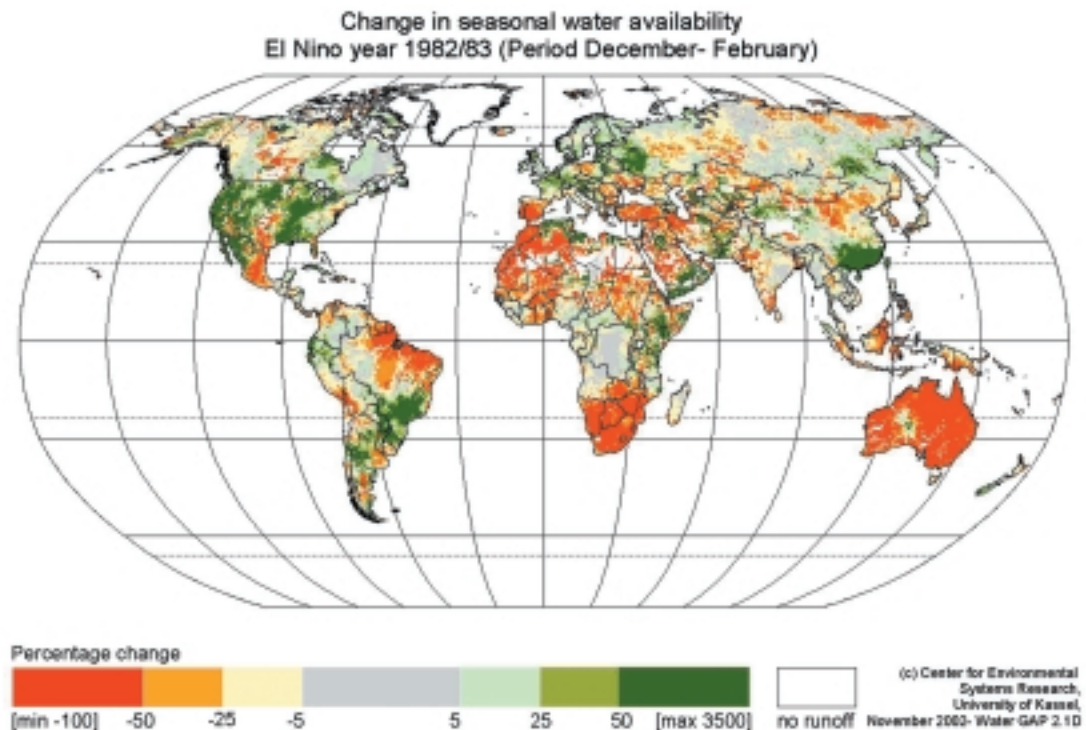 Change in seasonal water availability
El Nino year 1982/83 (Period December- February)
Percentage change
[min -100] -50 -25 -5 5 25 50 [max 3500]
no runoff
(c) Center for Environmental
Systems Research,
University of Kassel,
November 2002- Water GAP 2.1D